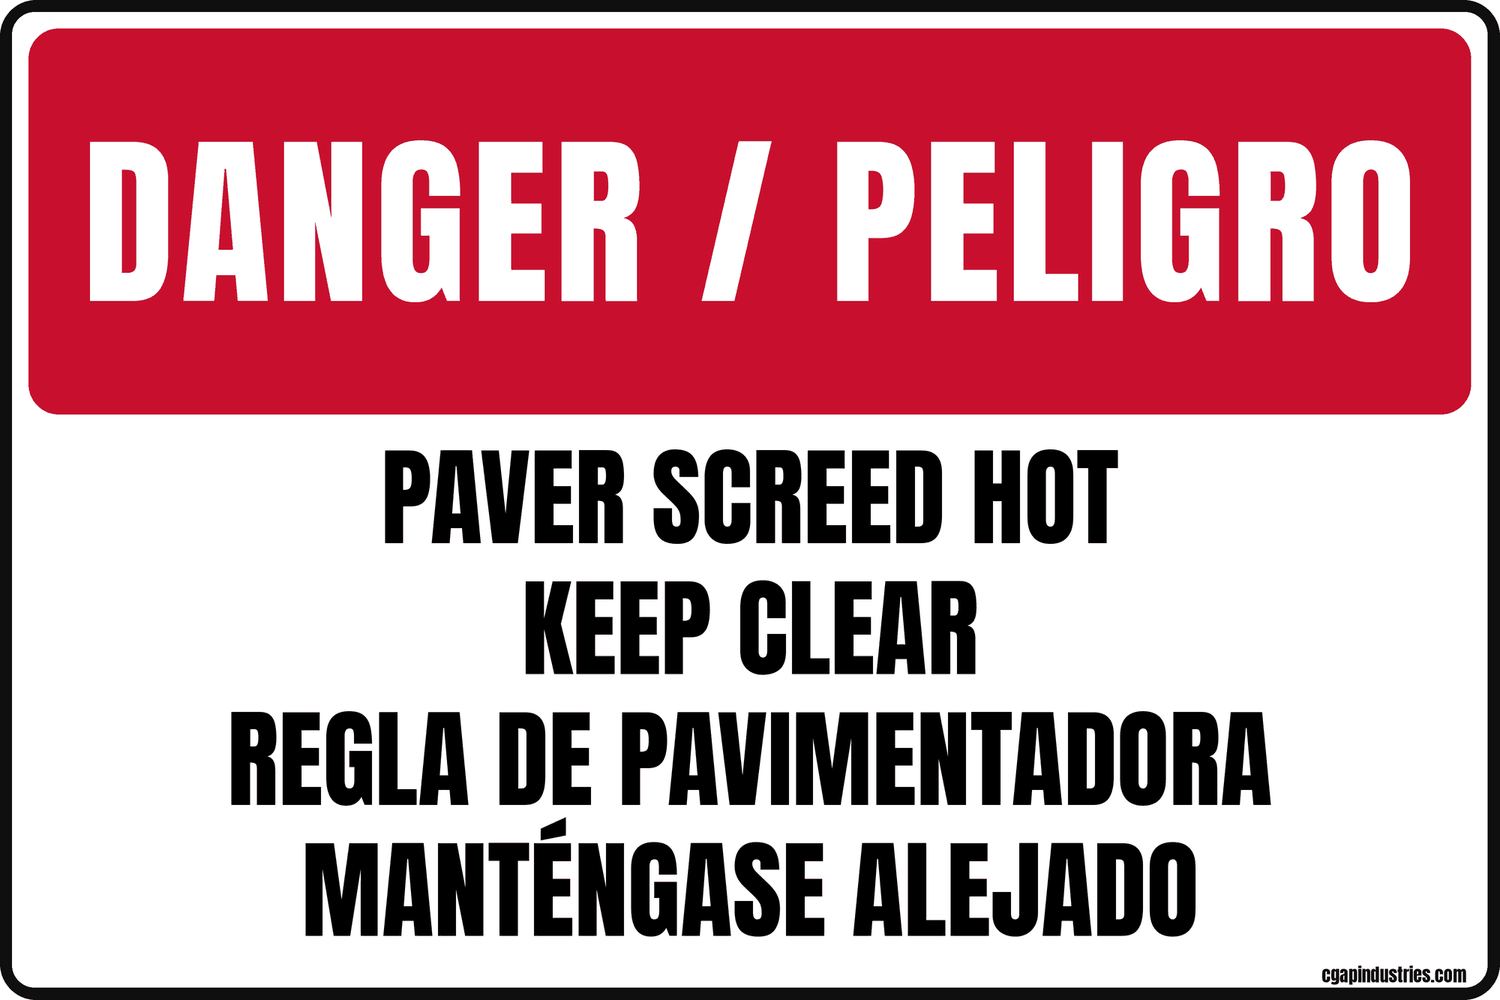 DANGER / PELIGRO
PAVER SCREED HOT
KEEP CLEAR
REGLA DE PAVIMENTADORA
MANTÉNGASE ALEJADO
cgapindustries.com